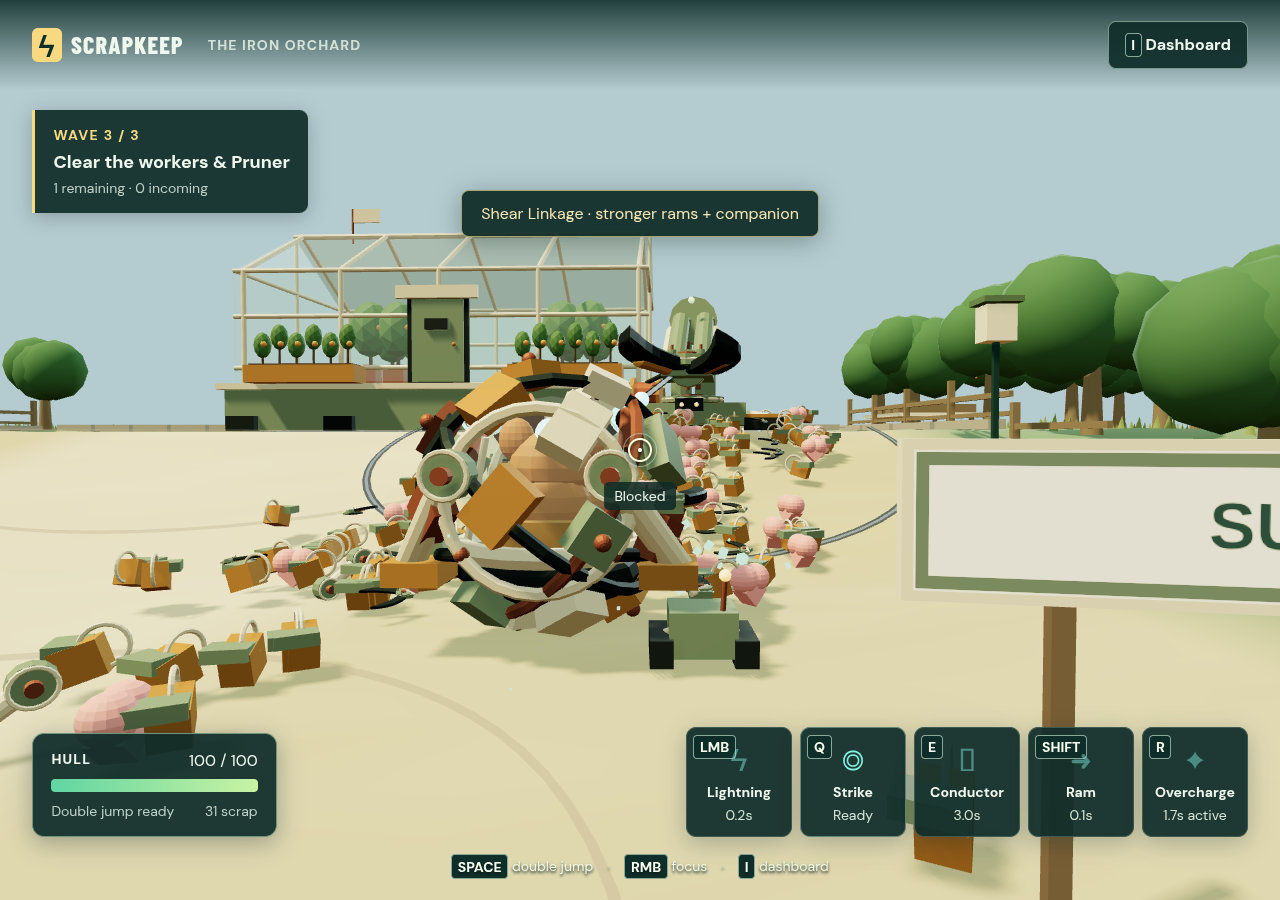 SCRAPKEEP
THE IRON ORCHARD
I Dashboard
WAVE 3 / 3
Clear the workers & Pruner
1 remaining · 0 incoming
Shear Linkage · stronger rams + companion
Blocked
SU
HULL
100 / 100
Double jump ready
31 scrap
LMB
Lightning
0.2s
Q
Strike
Ready
E
Conductor
3.0s
SHIFT
Ram
0.1s
R
Overcharge
1.7s active
SPACE double jump · RMB focus · I dashboard